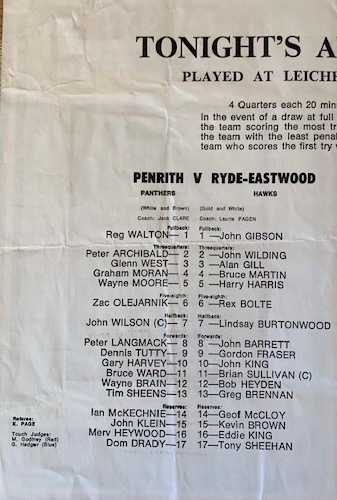 TONIGHT'S A
PLAYED AT LEICH
4 Quarters each 20 min
In the event of a draw at full
the team scoring the most tr
the team with the least penal
team who scores the first try w
PENRITH V RYDE-EASTWOOD
PANTHERS HAWKS
(White and Brown) (Gold and White)
Coach: Jack CLARE Coach: Laurie FAGEN
Fullback: Fullback:
Reg WALTON— 1 1 —John GIBSON
Threequarters: Threequarters:
Peter ARCHIBALD— 2 2 —John WILDING
Glenn WEST— 3 3 —Alan GILL
Graham MORAN— 4 4 —Bruce MARTIN
Wayne MOORE— 5 5 —Harry HARRIS
Five-eighth: Five-eighth:
Zac OLEJARNIK— 6 6 —Rex BOLTE
Halfback: Halfback:
John WILSON (C)— 7 7 —Lindsay BURTONWOOD
Forwards: Forwards:
Peter LANGMACK— 8 8 —John BARRETT
Dennis TUTTY— 9 9 —Gordon FRASER
Gary HARVEY—10 10 —John KING
Bruce WARD—11 11 —Brian SULLIVAN (C)
Wayne BRAIN—12 12—Bob HEYDEN
Tim SHEENS—13 13—Greg BRENNAN
Reserves: Reserves:
Ian McKECHNIE—14 14—Geof McCLOY
John KLEIN—15 15—Kevin BROWN
Merv HEYWOOD—16 16—Eddie KING
Dom DRADY—17 17—Tony SHEEHAN
Referee:
K. PAGE
Touch Judges:
M. Godfrey (Red)
G. Hedger (Blue)